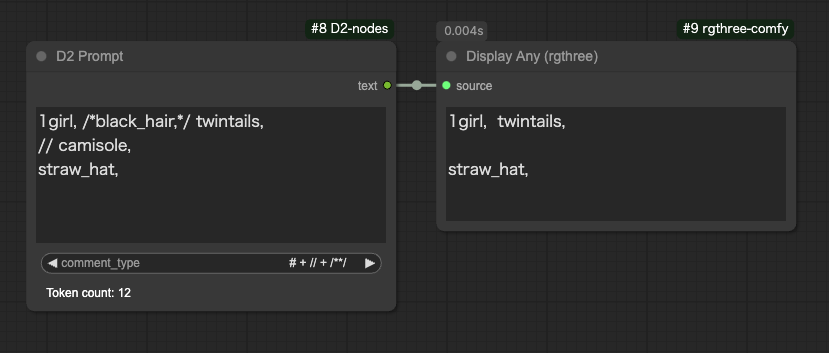 #8 D2-nodes
D2 Prompt
text
1girl, /*black_hair,*/ twintails,
// camisole,
straw_hat,
comment_type # + // + /**/
Token count: 12
0.004s
#9 rgthree-comfy
Display Any (rgthree)
source
1girl,  twintails,
straw_hat,